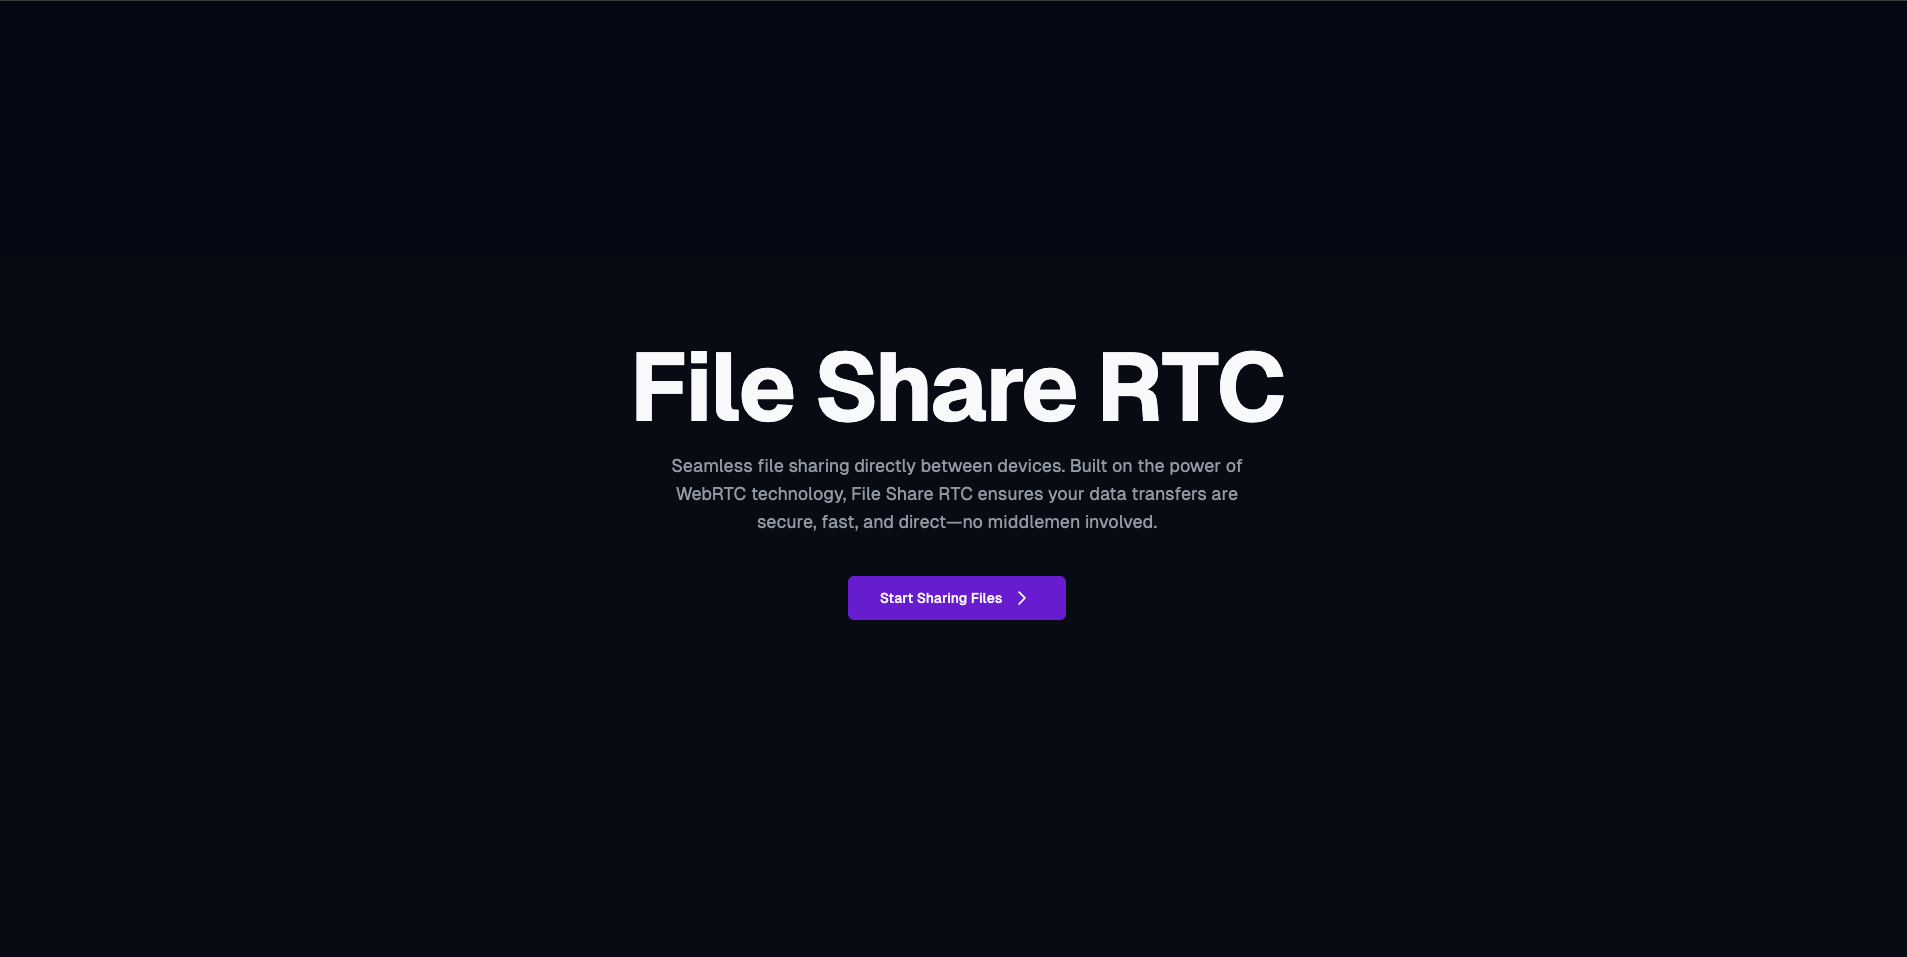 File Share RTC
Seamless file sharing directly between devices. Built on the power of
WebRTC technology, File Share RTC ensures your data transfers are
secure, fast, and direct—no middlemen involved.
Start Sharing Files